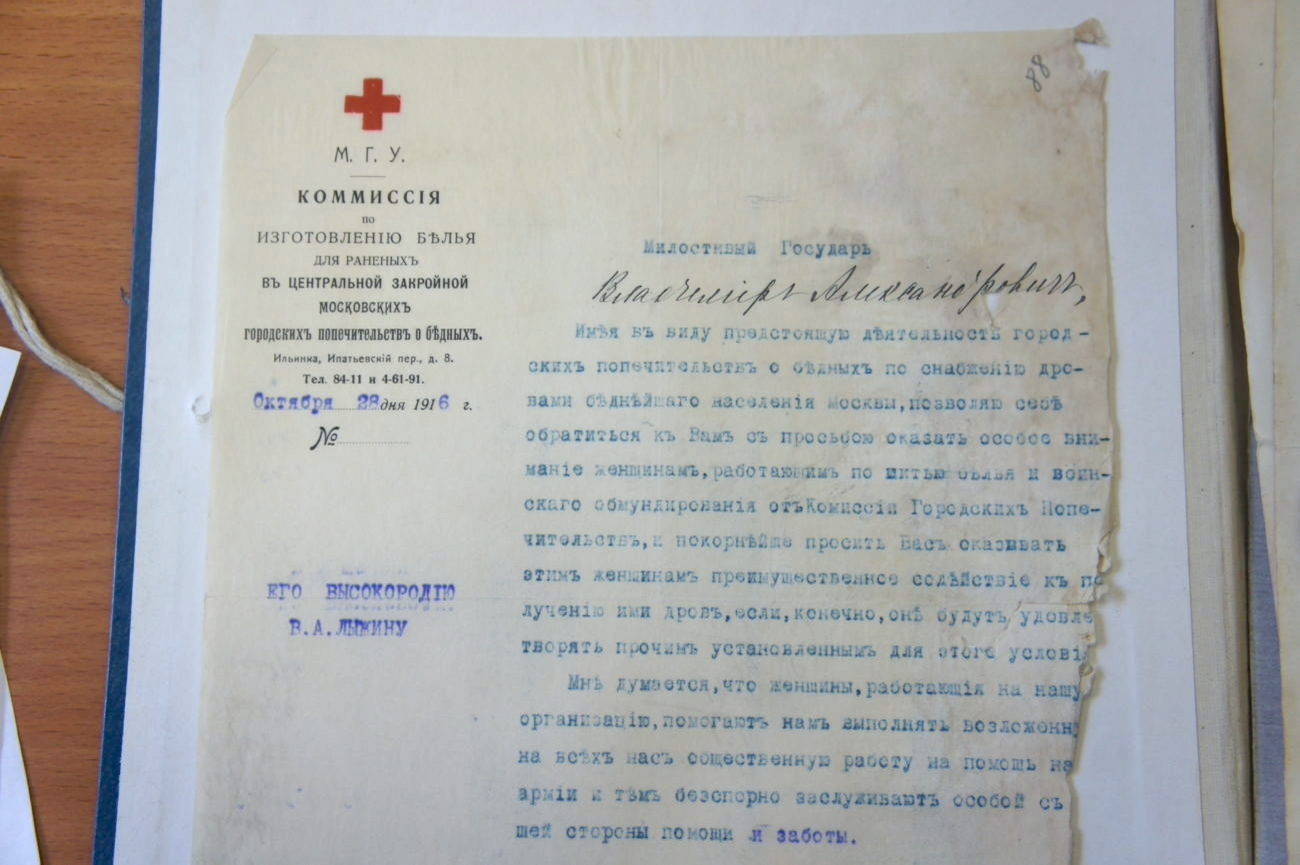 88
М. Г. У.
КОММИССІЯ
по
ИЗГОТОВЛЕНІЮ БѢЛЬЯ
ДЛЯ РАНЕНЫХЪ
ВЪ ЦЕНТРАЛЬНОЙ ЗАКРОЙНОЙ
МОСКОВСКИХЪ
ГОРОДСКИХЪ ПОПЕЧИТЕЛЬСТВЪ О БѢДНЫХЪ.
Ильинка, Ипатьевскій пер., д. 8.
Тел. 84-11 и 4-61-91.
Октября 28 дня 1916 г.
№
ЕГО ВЫСОКОРОДІЮ
В.А.ЛЫЖИНУ
Милостивый Государь
Владиміръ Александровичъ,
Имѣя въ виду предстоящую дѣятельность город-
скихъ попечительствъ о бѣдныхъ по снабженію дро-
вами бѣднѣйшаго населенія Москвы,позволяю себѣ
обратиться къ Вамъ съ просьбою оказать особое вни-
маніе женщинамъ,работающимъ по шитью бѣлья и воин-
скаго обмундированія отъ Комиссіи Городскихъ Попе-
чительствъ,и покорнѣйше просить Васъ оказывать
этимъ женщинамъ преимущественное содѣйствіе къ по
лученію ими дровъ,если,конечно,онѣ будутъ удовле
творять прочимъ установленнымъ для этого услові
Мнѣ думается,что женщины,работающія на нашу
организацію,помогаютъ намъ выполнять возложенну
на всѣхъ насъ общественную работу на помощь на
арміи и тѣмъ безспорно заслуживаютъ особой съ
шей стороны помощи и заботы.